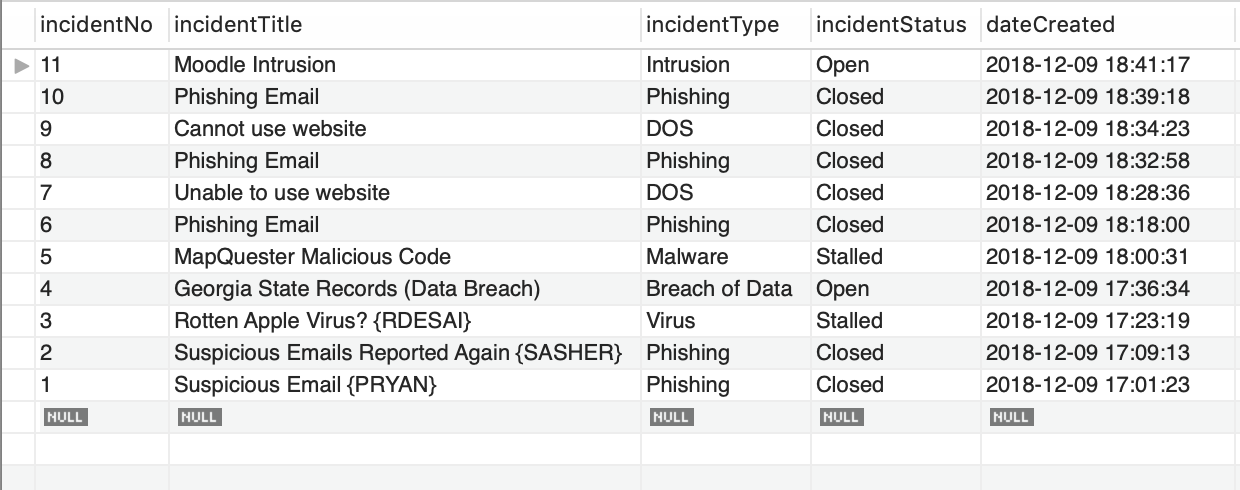 incidentNo incidentTitle incidentType incidentStatus dateCreated
11 Moodle Intrusion Intrusion Open 2018-12-09 18:41:17
10 Phishing Email Phishing Closed 2018-12-09 18:39:18
9 Cannot use website DOS Closed 2018-12-09 18:34:23
8 Phishing Email Phishing Closed 2018-12-09 18:32:58
7 Unable to use website DOS Closed 2018-12-09 18:28:36
6 Phishing Email Phishing Closed 2018-12-09 18:18:00
5 MapQuester Malicious Code Malware Stalled 2018-12-09 18:00:31
4 Georgia State Records (Data Breach) Breach of Data Open 2018-12-09 17:36:34
3 Rotten Apple Virus? {RDESAI} Virus Stalled 2018-12-09 17:23:19
2 Suspicious Emails Reported Again {SASHER} Phishing Closed 2018-12-09 17:09:13
1 Suspicious Email {PRYAN} Phishing Closed 2018-12-09 17:01:23
NULL NULL NULL NULL NULL